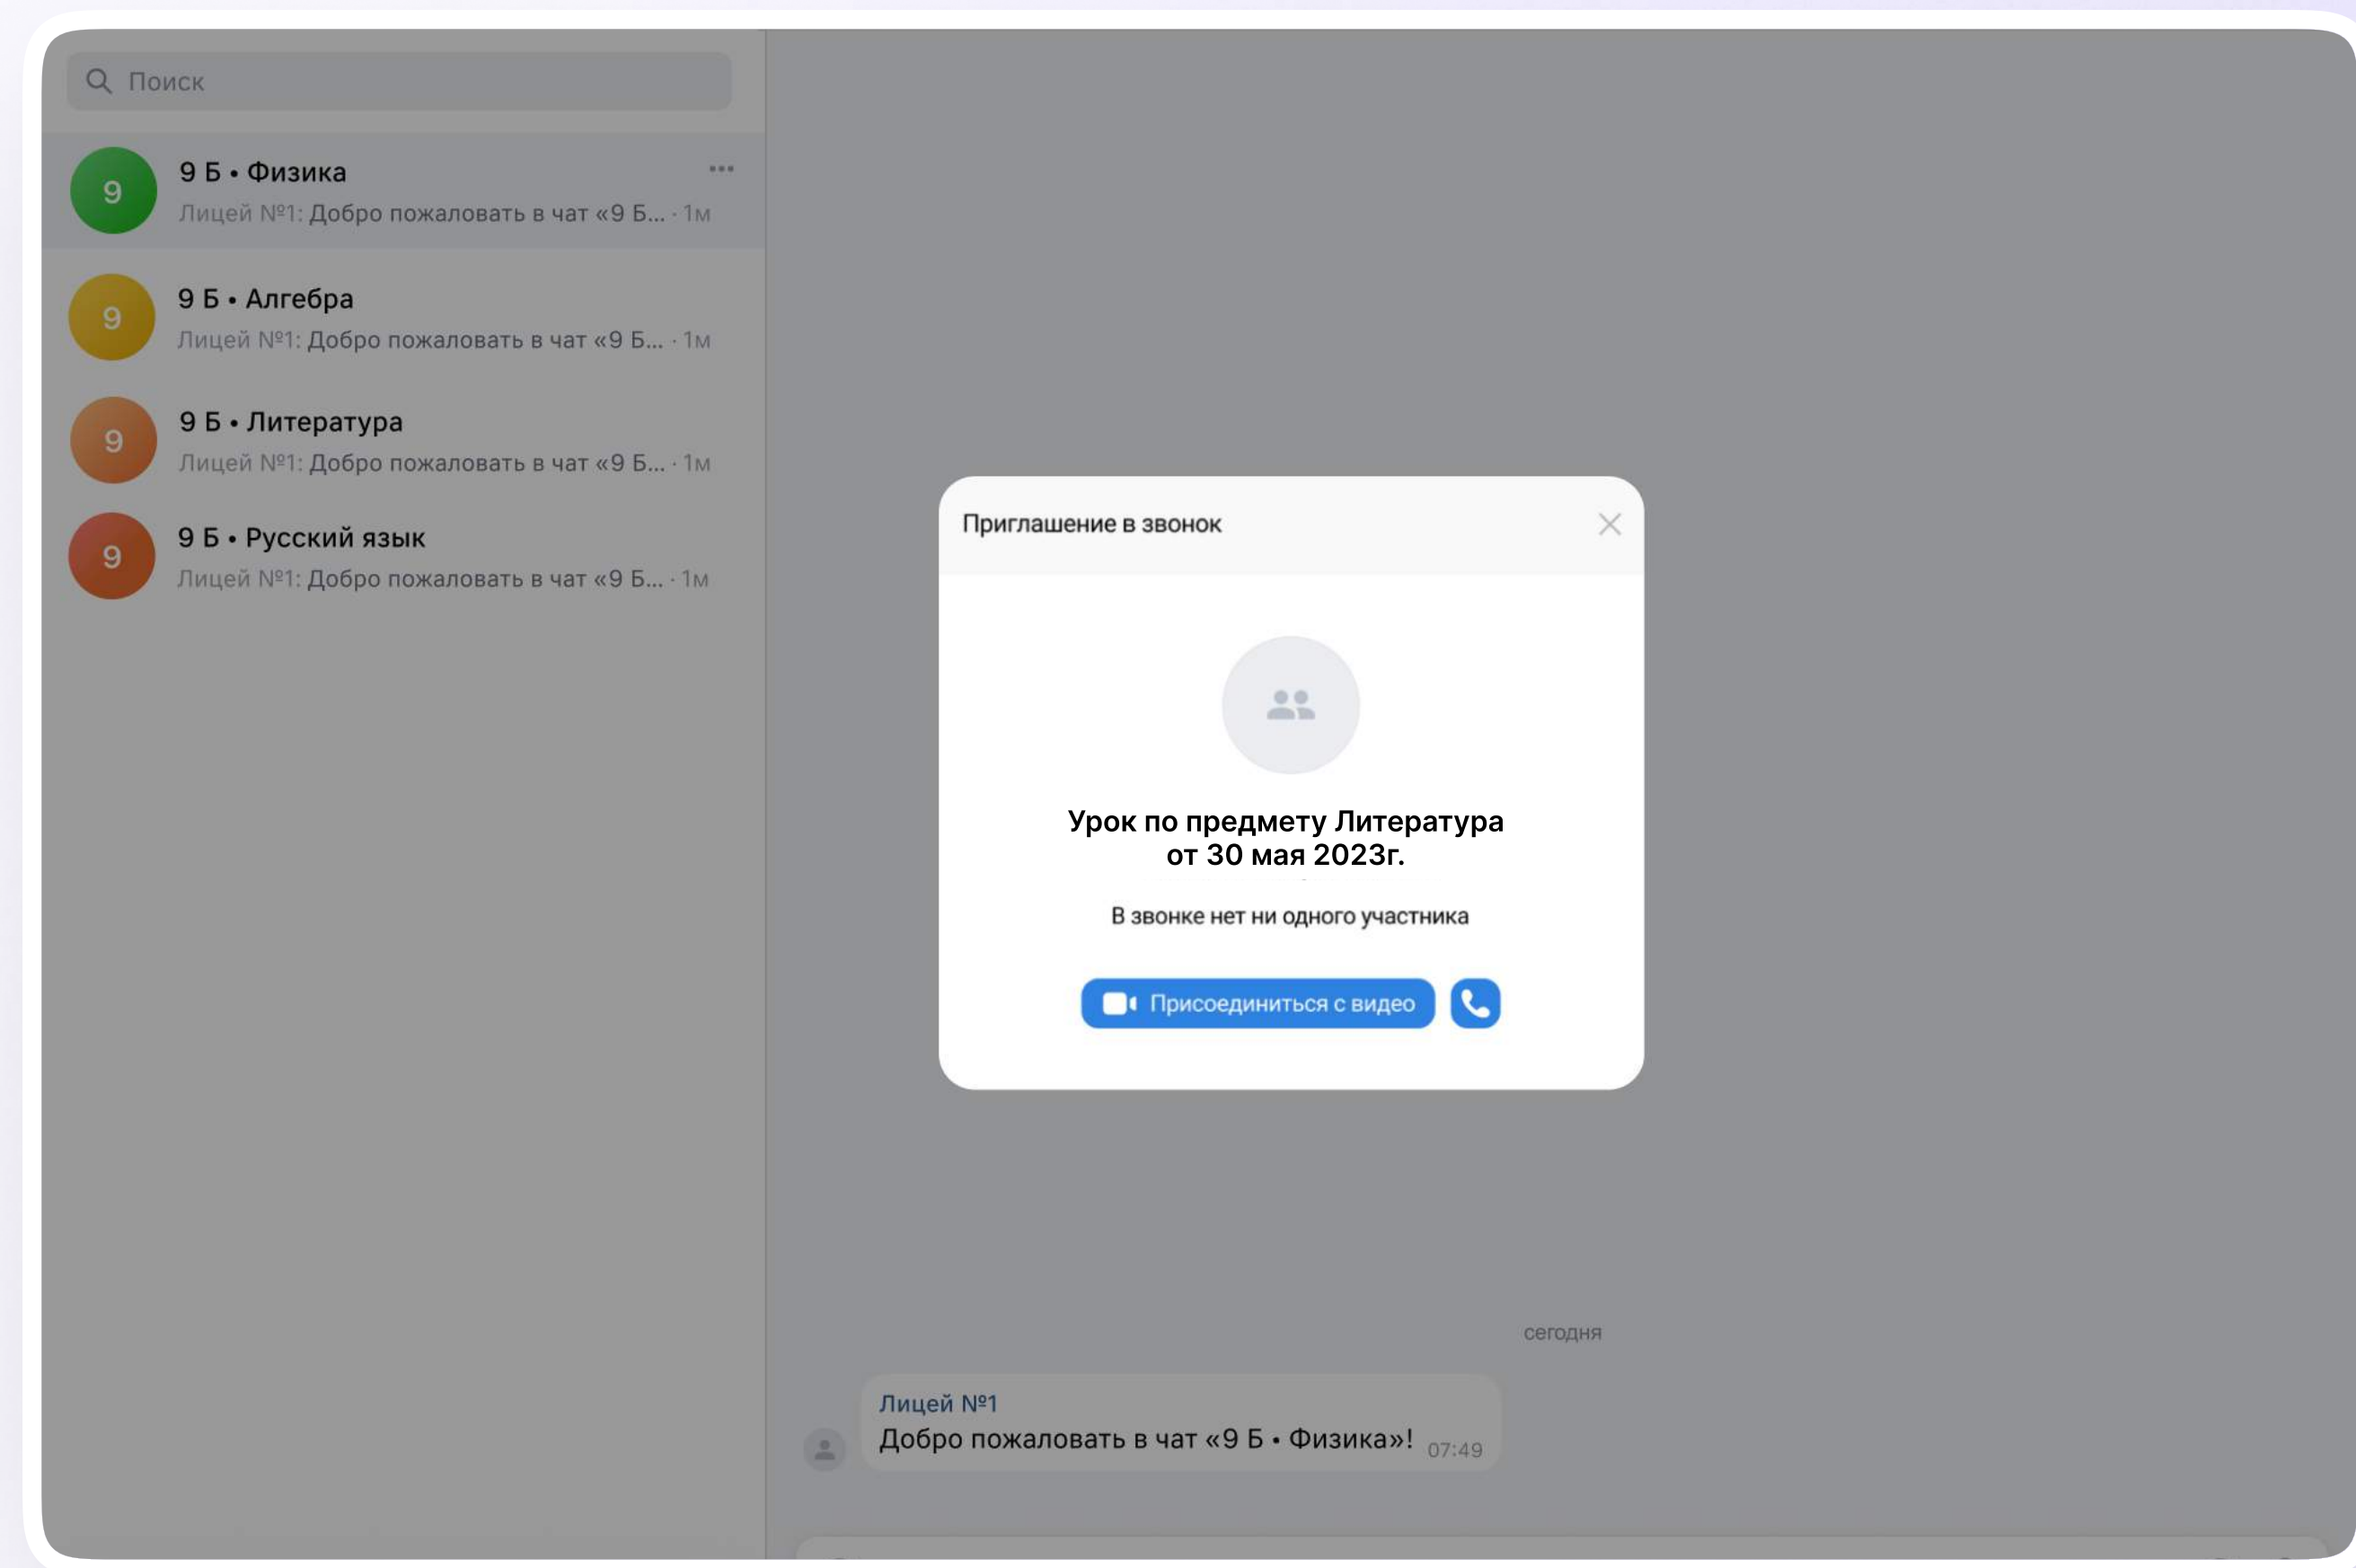 Поиск
9
9 Б • Физика
Лицей №1: Добро пожаловать в чат «9 Б... · 1м
9
9 Б • Алгебра
Лицей №1: Добро пожаловать в чат «9 Б... · 1м
9
9 Б • Литература
Лицей №1: Добро пожаловать в чат «9 Б... · 1м
9
9 Б • Русский язык
Лицей №1: Добро пожаловать в чат «9 Б... · 1м
Приглашение в звонок
Урок по предмету Литература
от 30 мая 2023г.
В звонке нет ни одного участника
Присоединиться с видео
сегодня
Лицей №1
Добро пожаловать в чат «9 Б • Физика»! 07:49